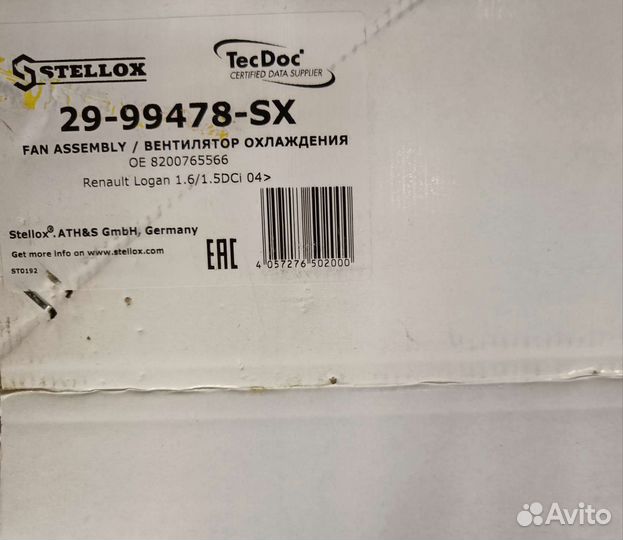 STELLOX
TecDoc
CERTIFIED DATA SUPPLIER
29-99478-SX
FAN ASSEMBLY / ВЕНТИЛЯТОР ОХЛАЖДЕНИЯ
OE 8200765566
Renault Logan 1.6/1.5DCi 04>
Stellox®.ATH&S GmbH, Germany
Get more info on www.stellox.com
ST0192
EAC
4 057276 502000
Avito